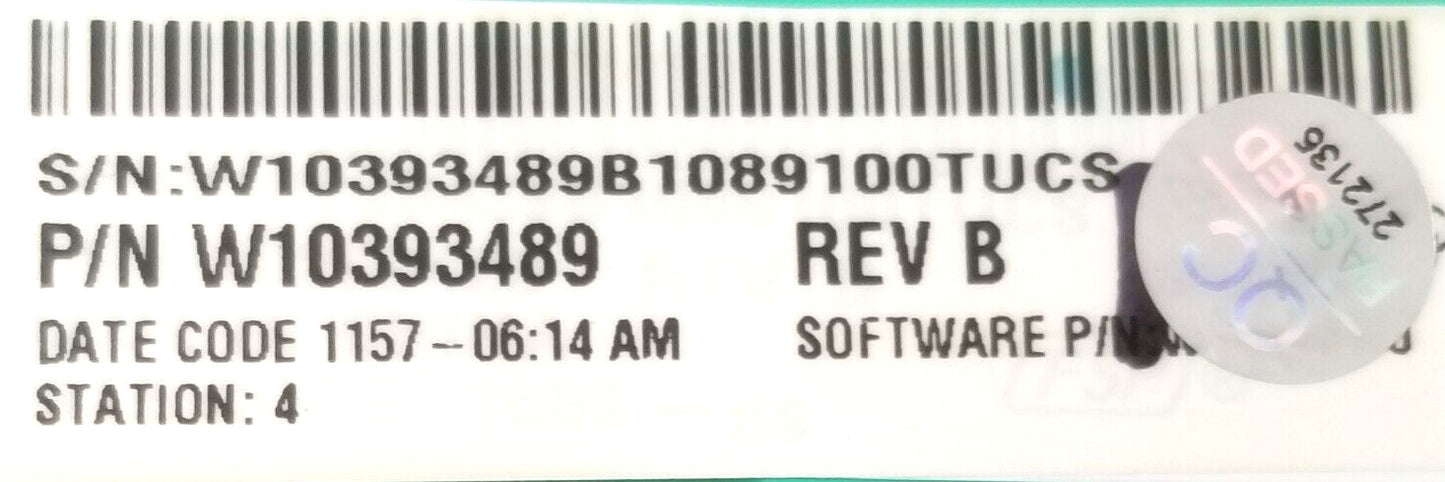 S/N:W10393489B1089100TUCS
P/N W10393489 REV B
DATE CODE 1157-06:14 AM SOFTWARE P/N:
STATION: 4
QC
PASSED
272136